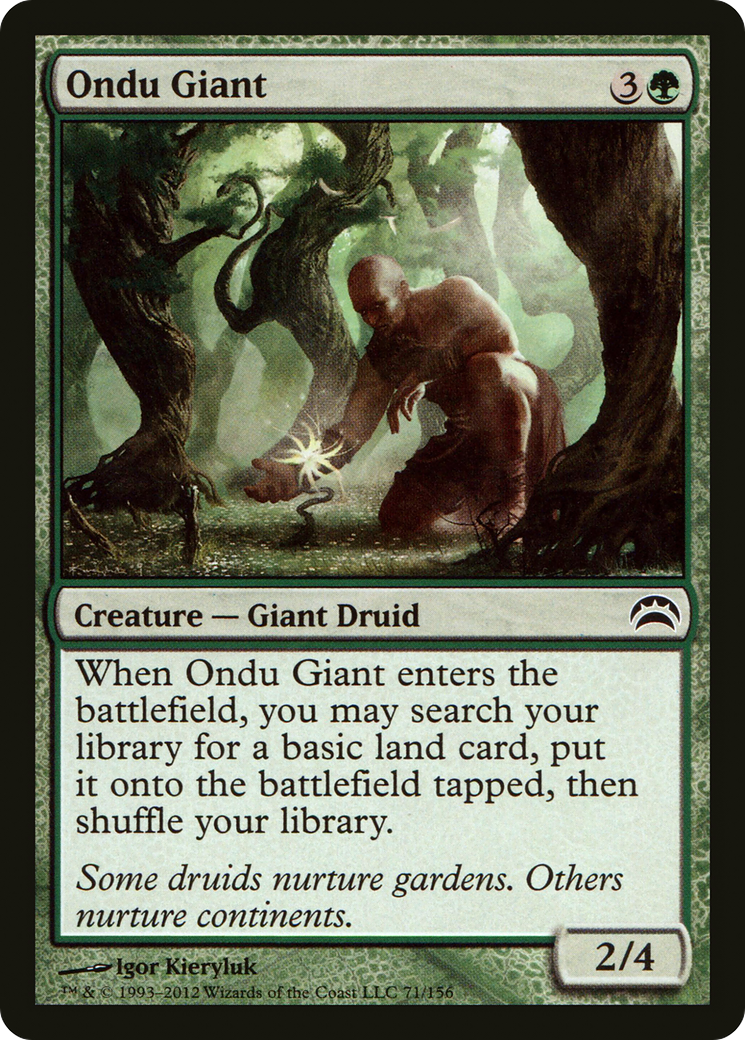 Ondu Giant
3
Creature — Giant Druid
When Ondu Giant enters the
battlefield, you may search your
library for a basic land card, put
it onto the battlefield tapped, then
shuffle your library.
Some druids nurture gardens. Others
nurture continents.
2/4
Igor Kieryluk
™ & © 1993–2012 Wizards of the Coast LLC 71/156